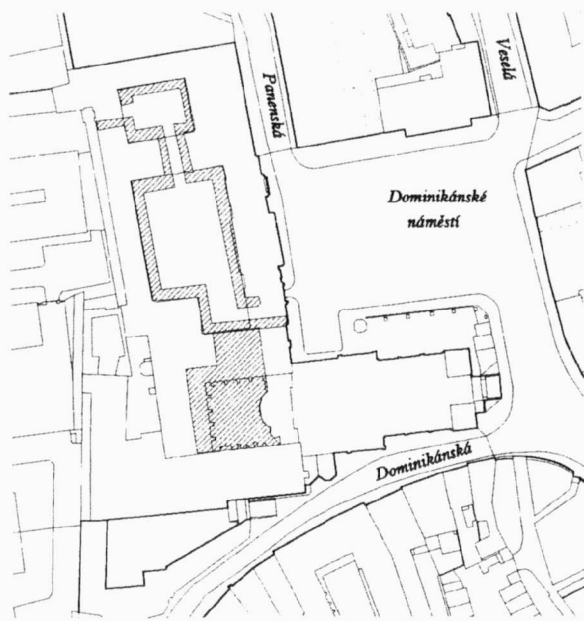 Panenská
Veselá
Dominikánské
náměstí
Dominikánská